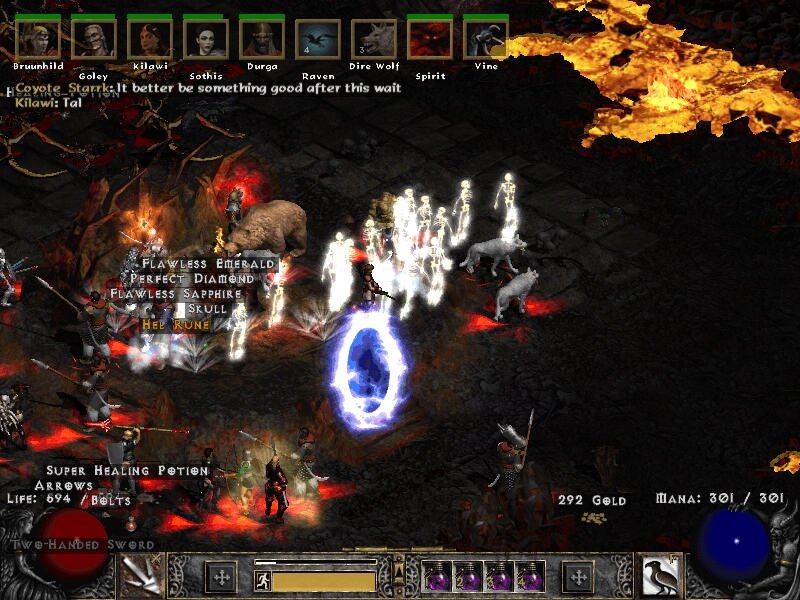 Bruunhild Goley Kilawi Sothis Durga Raven Dire Wolf Spirit Vine
4 3
Healing Potion
Coyote_Starrk: It better be something good after this wait
Kilawi: Tal
Flawless Emerald
Perfect Diamond
Flawless Sapphire
Skull
Hel Rune
Super Healing Potion
Arrows
Bolts
Life: 694 /
292 Gold
Mana: 301 / 301
Two-Handed Sword